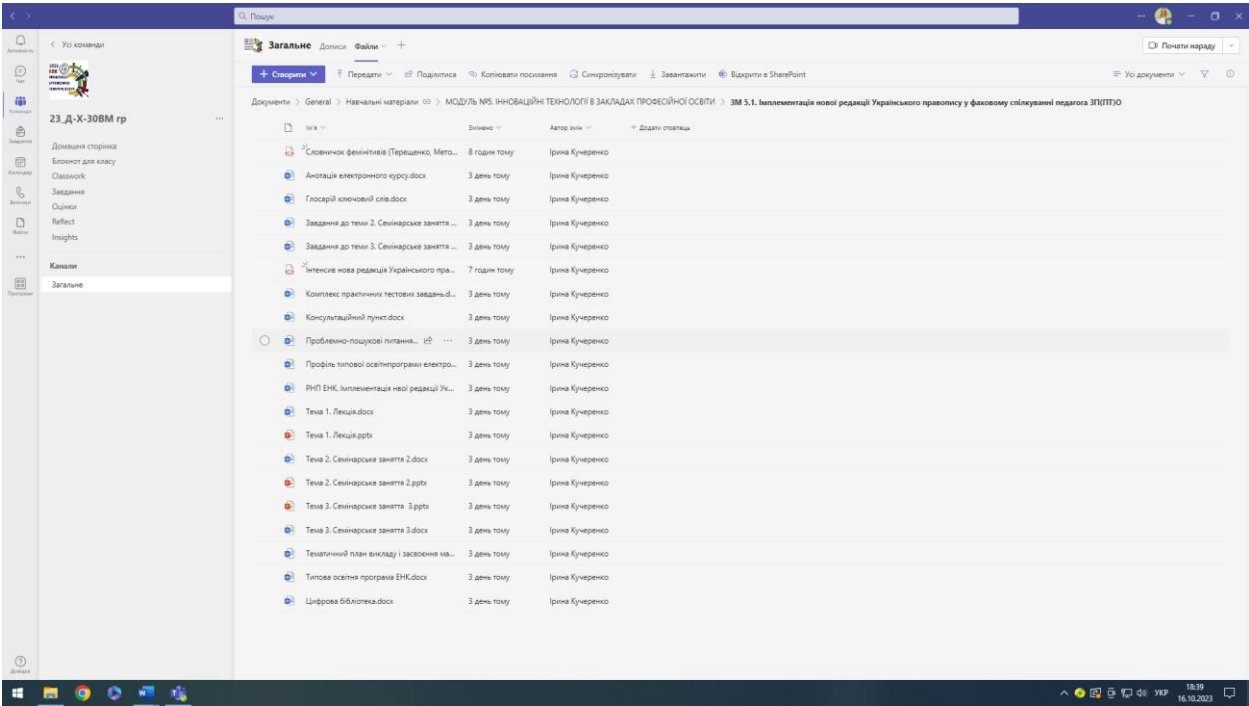 Пошук
Активність
Усі команди
Загальне Дописи Файли
Почати нараду
Чат
Створити Передати Поділитися Копіювати посилання Синхронізувати Завантажити Відкрити в SharePoint Усі документи
Команди
Документи > General > Навчальні матеріали > МОДУЛЬ №5. ІННОВАЦІЙНІ ТЕХНОЛОГІЇ В ЗАКЛАДАХ ПРОФЕСІЙНОЇ ОСВІТИ > ЗМ 5.1. Імплементація нової редакції Українського правопису у фаховому спілкуванні педагога ЗП(ПТ)О
23_Д-Х-30ВМ гр
Ім'я Змінено Автор змін + Додати стовпець
Завдання
Домашня сторінка
Блокнот для класу
Classwork
Завдання
Оцінки
Reflect
Insights
Календар
Виклики
Файли
Канали
Загальне
Програми
Словничок фемінітивів (Терещенко, Мето... 8 годин тому Ірина Кучеренко
Анотація електронного курсу.docx 3 день тому Ірина Кучеренко
Глосарій ключовий слів.docx 3 день тому Ірина Кучеренко
Завдання до теми 2. Семінарське заняття ... 3 день тому Ірина Кучеренко
Завдання до теми 3. Семінарське заняття ... 3 день тому Ірина Кучеренко
Інтенсив нова редакція Українського пра... 7 годин тому Ірина Кучеренко
Комплекс практичних тестових завдань.d... 3 день тому Ірина Кучеренко
Консультаційний пункт.docx 3 день тому Ірина Кучеренко
Проблемно-пошукові питання... 3 день тому Ірина Кучеренко
Профіль типової освітнпрограми електро... 3 день тому Ірина Кучеренко
РНП ЕНК. Імплементація нвої редакції Ук... 3 день тому Ірина Кучеренко
Тема 1. Лекція.docx 3 день тому Ірина Кучеренко
Тема 1. Лекція.pptx 3 день тому Ірина Кучеренко
Тема 2. Семінарське заняття 2.docx 3 день тому Ірина Кучеренко
Тема 2. Семінарське заняття 2.pptx 3 день тому Ірина Кучеренко
Тема 3. Семінарське заняття 3.pptx 3 день тому Ірина Кучеренко
Тема 3. Семінарське заняття 3.docx 3 день тому Ірина Кучеренко
Тематичний план викладу і засвоєння ма... 3 день тому Ірина Кучеренко
Типова освітня програма ЕНК.docx 3 день тому Ірина Кучеренко
Цифрова бібліотека.docx 3 день тому Ірина Кучеренко
Довідка
УКР
18:39
16.10.2023